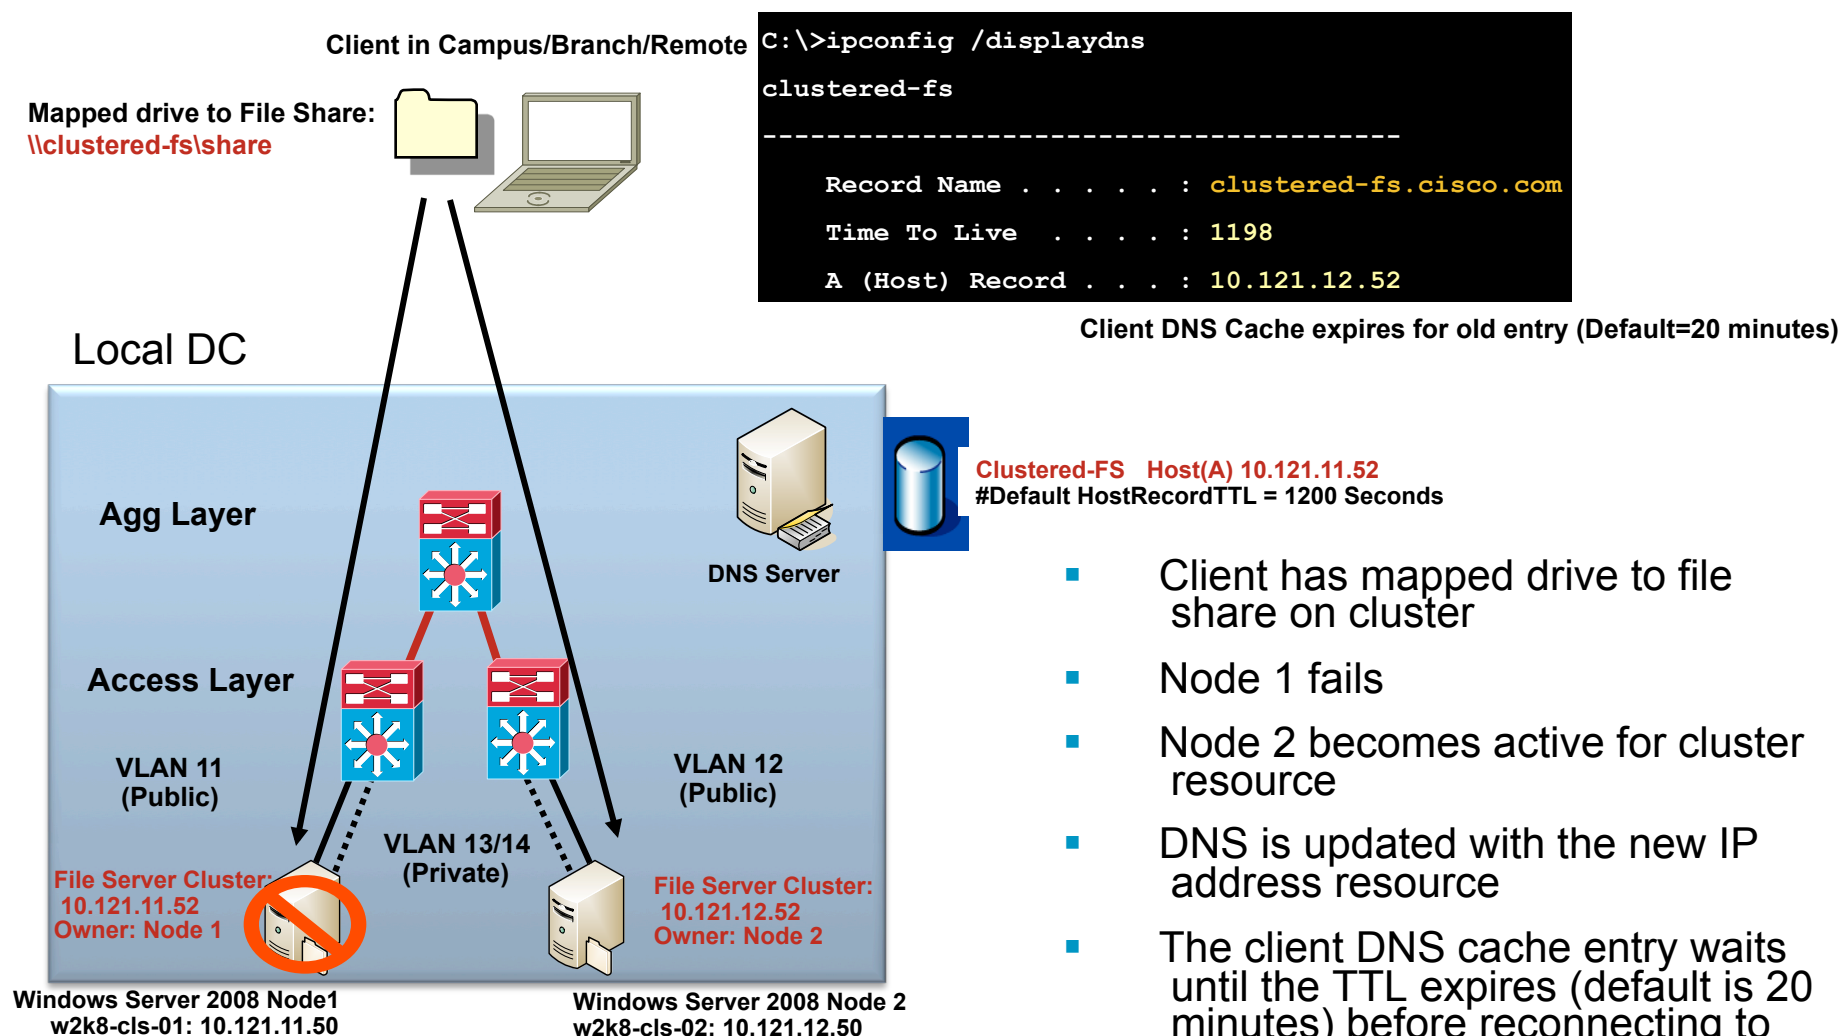 Client in Campus/Branch/Remote
Mapped drive to File Share:
\\clustered-fs\share
C:\>ipconfig /displaydns
clustered-fs
----------------------------------------
Record Name . . . . . : clustered-fs.cisco.com
Time To Live  . . . . : 1198
A (Host) Record . . . : 10.121.12.52
Client DNS Cache expires for old entry (Default=20 minutes)
Local DC
Agg Layer
DNS Server
Clustered-FS Host(A) 10.121.11.52
#Default HostRecordTTL = 1200 Seconds
Access Layer
VLAN 11
(Public)
VLAN 12
(Public)
VLAN 13/14
(Private)
File Server Cluster:
10.121.11.52
Owner: Node 1
File Server Cluster:
10.121.12.52
Owner: Node 2
Windows Server 2008 Node1
w2k8-cls-01: 10.121.11.50
Windows Server 2008 Node 2
w2k8-cls-02: 10.121.12.50
▪ Client has mapped drive to file
share on cluster
▪ Node 1 fails
▪ Node 2 becomes active for cluster
resource
▪ DNS is updated with the new IP
address resource
▪ The client DNS cache entry waits
until the TTL expires (default is 20
minutes) before reconnecting to